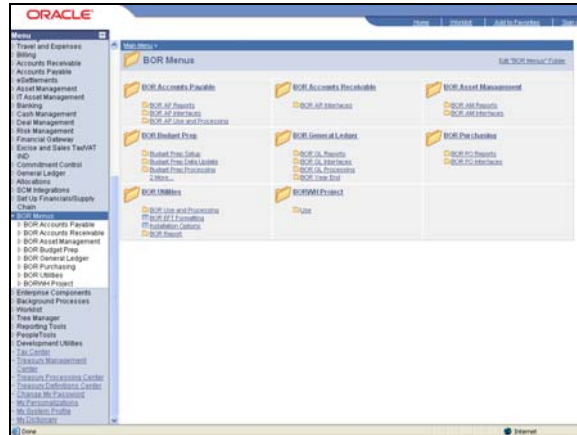 ORACLE
Home Worklist Add to Favorites Sign
Menu
Travel and Expenses
Billing
Accounts Receivable
Accounts Payable
eSettlements
Asset Management
IT Asset Management
Banking
Cash Management
Deal Management
Risk Management
Financial Gateway
Excise and Sales Tax/VAT
IND
Commitment Control
General Ledger
Allocations
SCM Integrations
Set Up Financials/Supply
Chain
BOR Menus
BOR Accounts Payable
BOR Accounts Receivable
BOR Asset Management
BOR Budget Prep
BOR General Ledger
BOR Purchasing
BOR Utilities
BORWH Project
Enterprise Components
Background Processes
Worklist
Tree Manager
Reporting Tools
PeopleTools
Development Utilities
Tax Center
Treasury Management
Center
Treasury Processing Center
Treasury Definitions Center
Change My Password
My Personalizations
My System Profile
My Dictionary
Main Menu >
BOR Menus
Edit "BOR Menus" Folder
BOR Accounts Payable
BOR AP Reports
BOR AP Interfaces
BOR AP Use and Processing
BOR Accounts Receivable
BOR AR Interfaces
BOR Asset Management
BOR AM Reports
BOR AM Interfaces
BOR Budget Prep
Budget Prep Setup
Budget Prep Data Update
Budget Prep Processing
2 More...
BOR General Ledger
BOR GL Reports
BOR GL Interfaces
BOR GL Processing
BOR Year End
BOR Purchasing
BOR PO Reports
BOR PO Interfaces
BOR Utilities
BOR Use and Processing
BOR EFT Formatting
Installation Options
BOR Report
BORWH Project
Use
Done
Internet